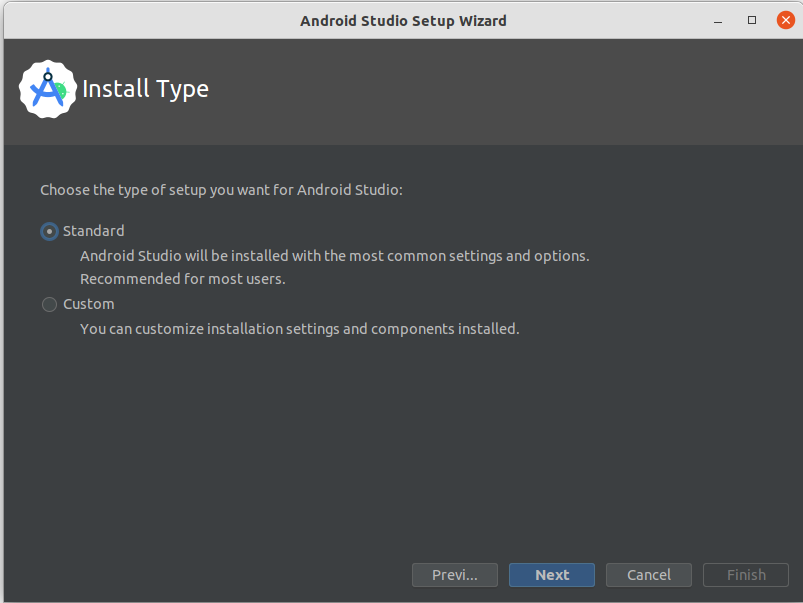 Android Studio Setup Wizard
Install Type
Choose the type of setup you want for Android Studio:
Standard
Android Studio will be installed with the most common settings and options.
Recommended for most users.
Custom
You can customize installation settings and components installed.
Previ...
Next
Cancel
Finish